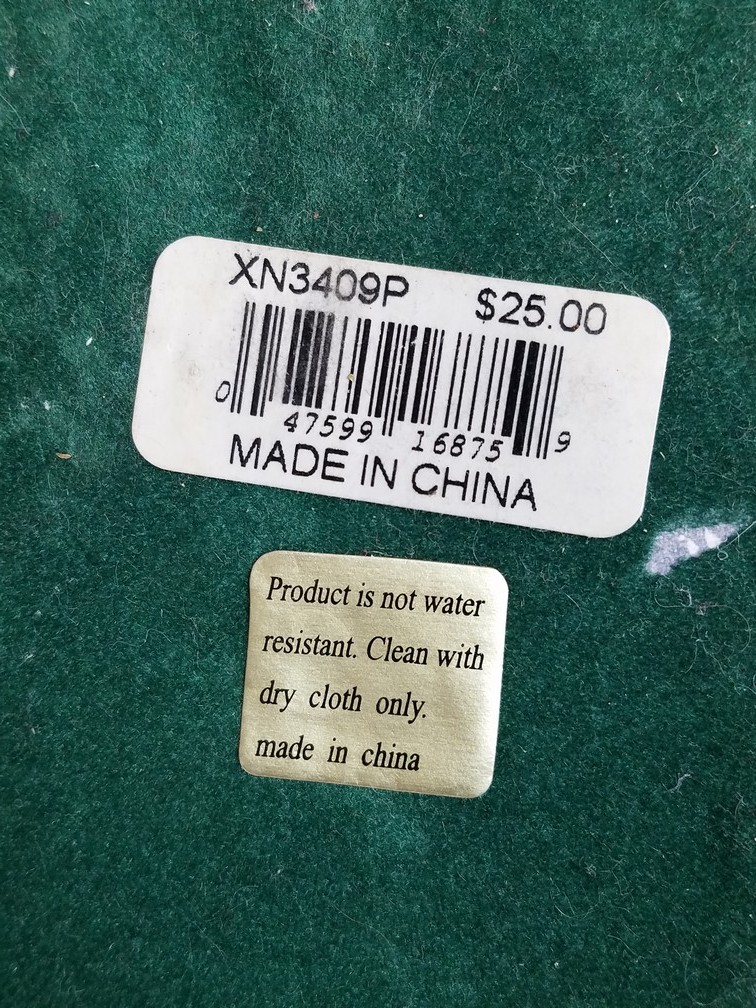 XN3409P $25.00
0 47599 16875 9
MADE IN CHINA
Product is not water
resistant. Clean with
dry cloth only.
made in china